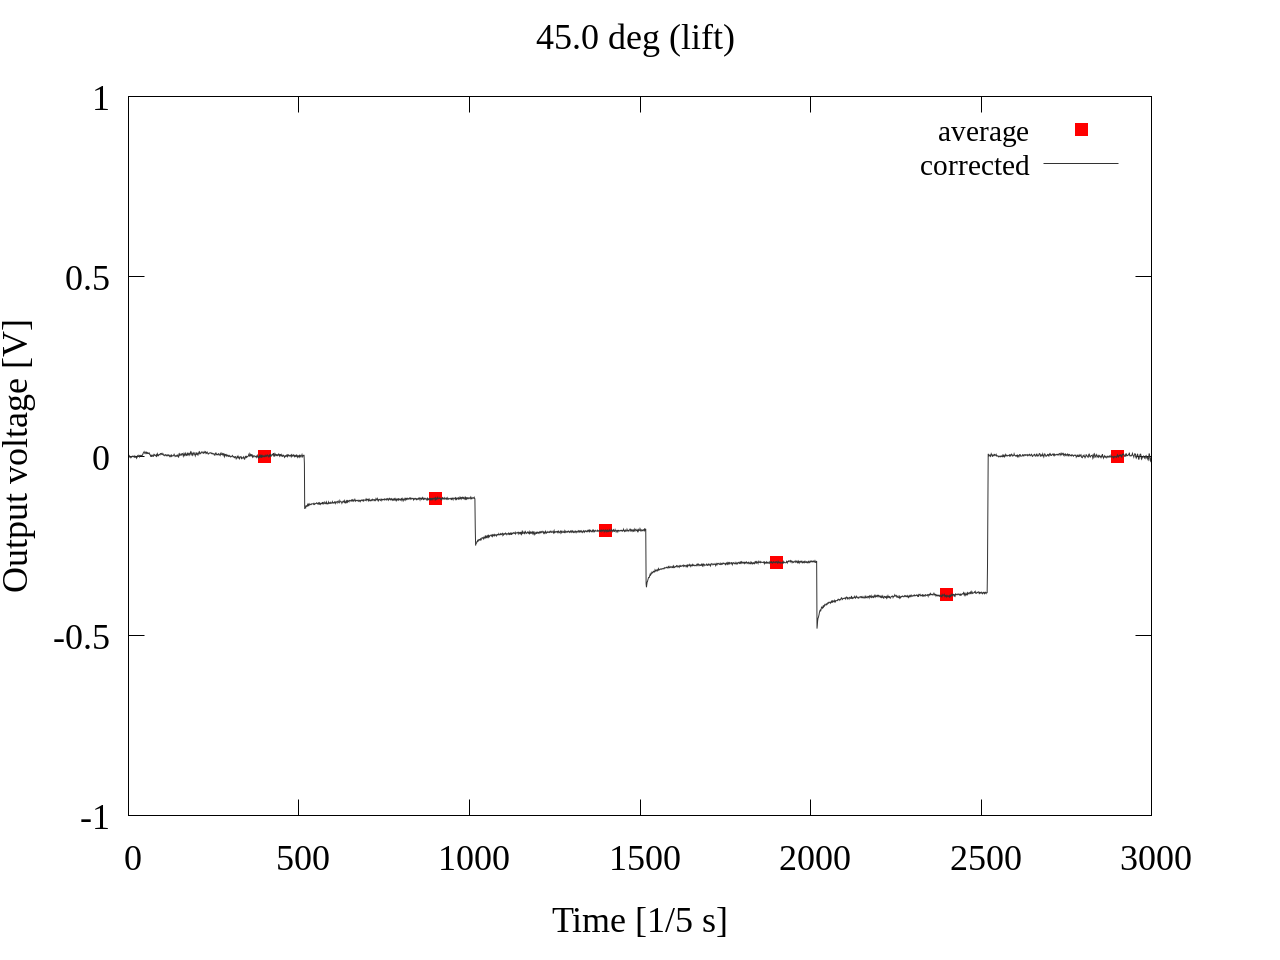 45.0 deg (lift)
1
0.5
0
-0.5
-1
Output voltage [V]
average
corrected
0 500 1000 1500 2000 2500 3000
Time [1/5 s]